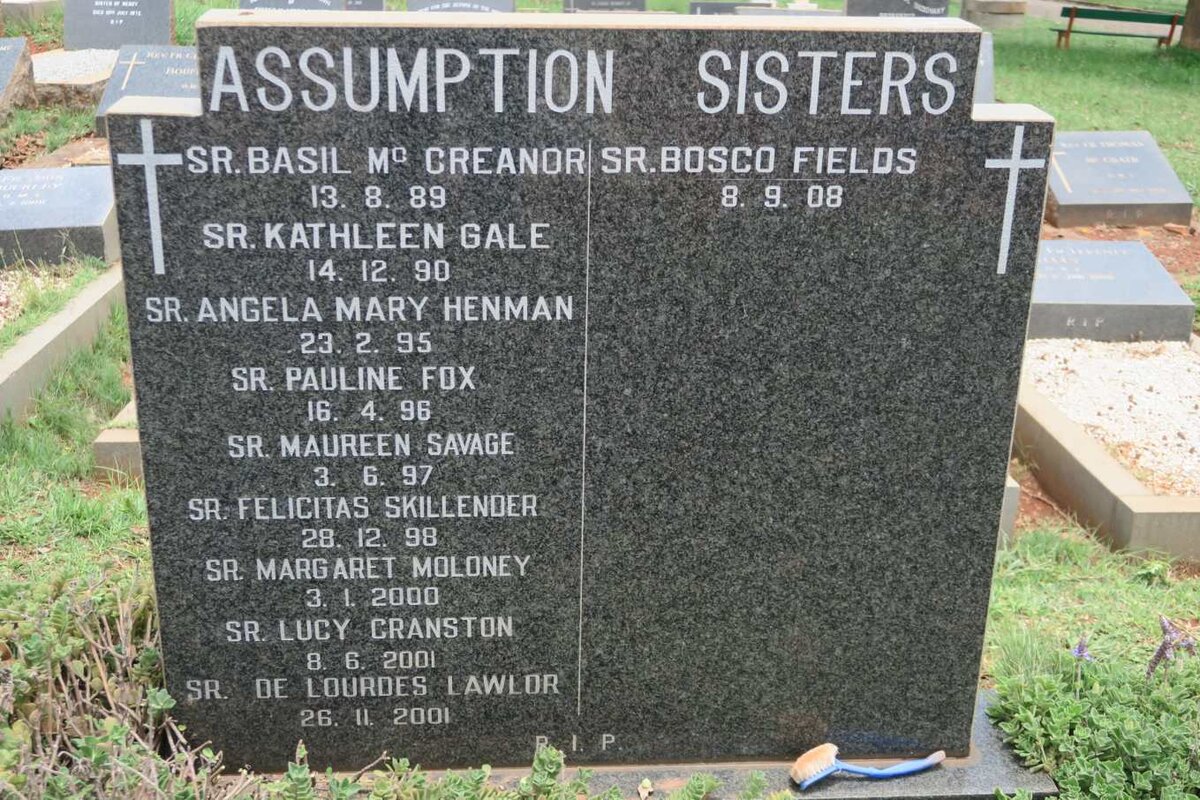 ASSUMPTION SISTERS
SR. BASIL Mc CREANOR
13. 8. 89
SR. KATHLEEN GALE
14. 12. 90
SR. ANGELA MARY HENMAN
23. 2. 95
SR. PAULINE FOX
16. 4. 96
SR. MAUREEN SAVAGE
3. 6. 97
SR. FELICITAS SKILLENDER
28. 12. 98
SR. MARGARET MOLONEY
3. 1. 2000
SR. LUCY CRANSTON
8. 6. 2001
SR. DE LOURDES LAWLOR
26. 11. 2001
SR. BOSCO FIELDS
8. 9. 08
R. I. P.
R I P
R I P